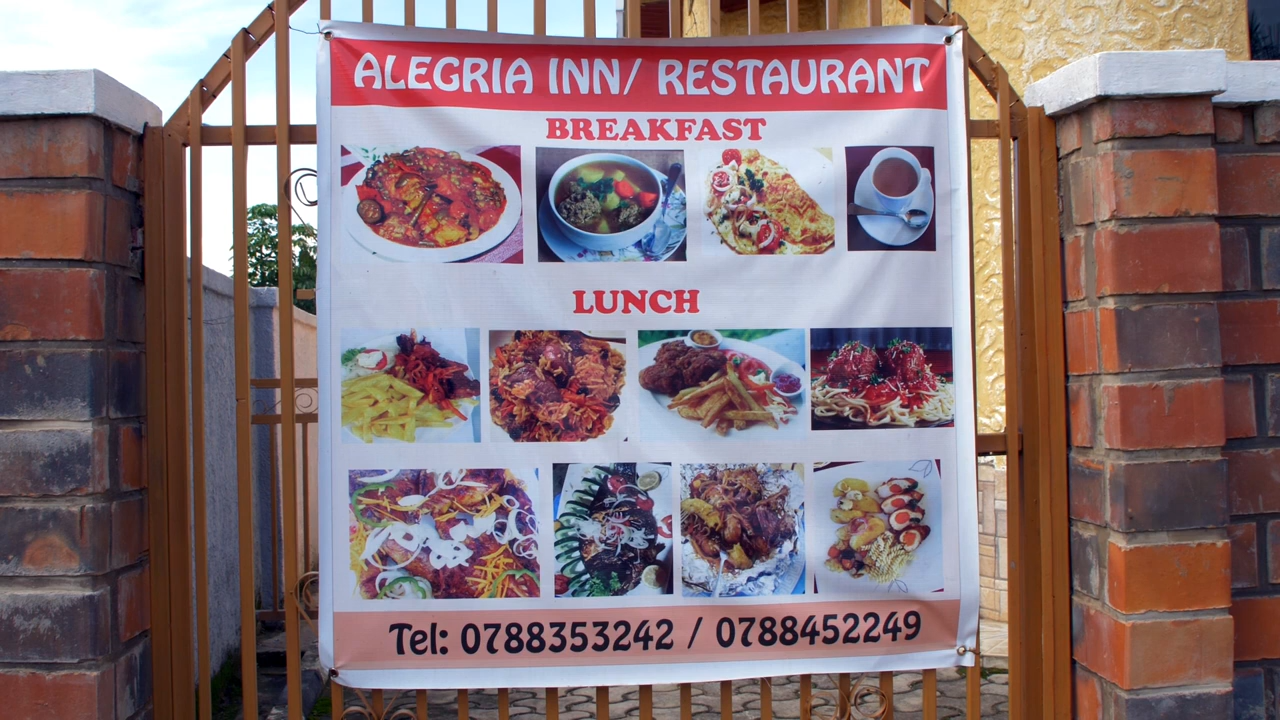 ALEGRIA INN/ RESTAURANT
BREAKFAST
LUNCH
Tel: 0788353242 / 0788452249